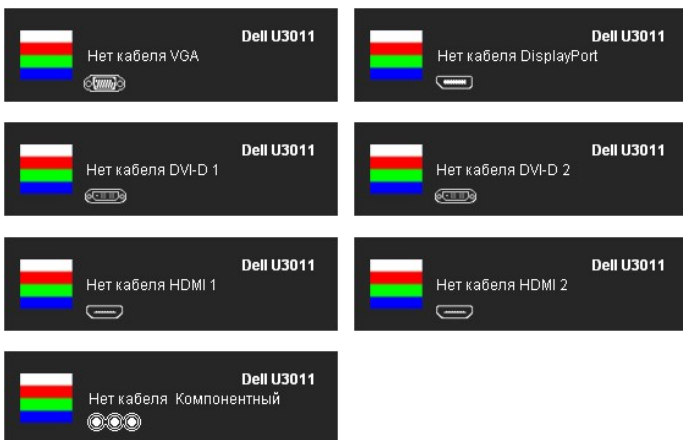 Dell U3011
Нет кабеля VGA
Dell U3011
Нет кабеля DisplayPort
Dell U3011
Нет кабеля DVI-D 1
Dell U3011
Нет кабеля DVI-D 2
Dell U3011
Нет кабеля HDMI 1
Dell U3011
Нет кабеля HDMI 2
Dell U3011
Нет кабеля Компонентный